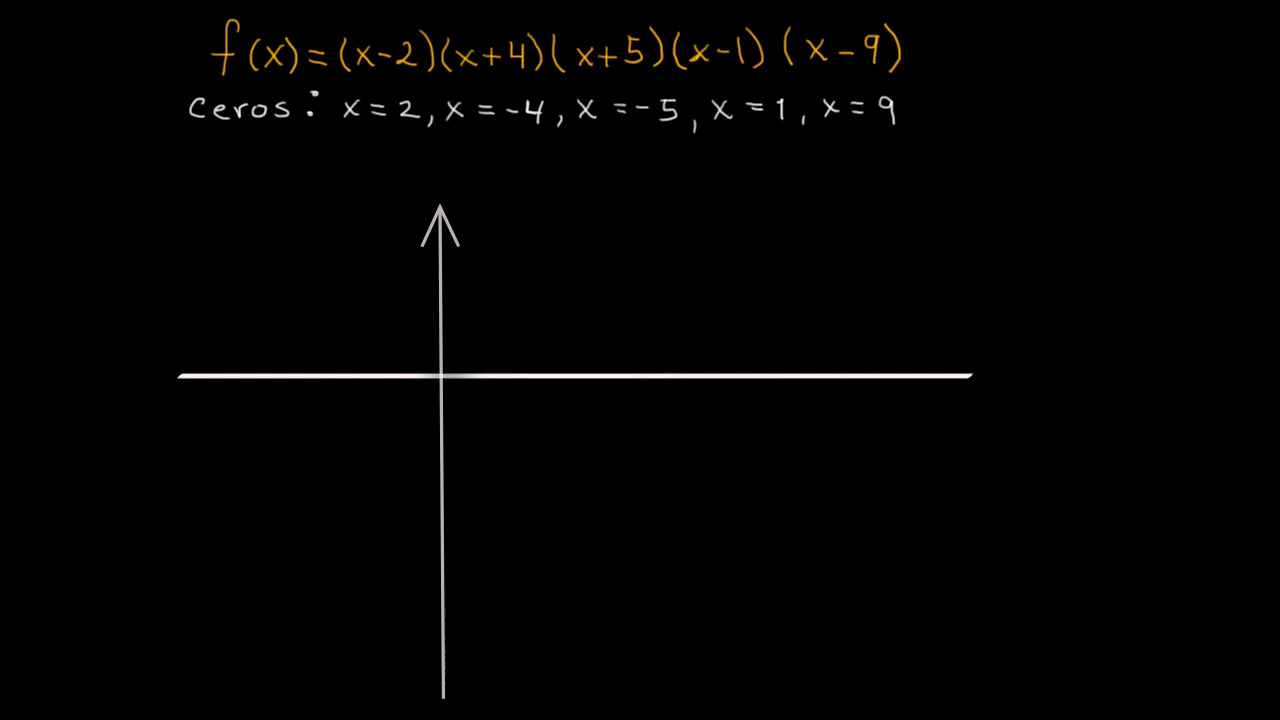 f(x)=(x-2)(x+4)(x+5)(x-1)(x-9)
ceros: x=2, x=-4, x=-5, x=1, x=9